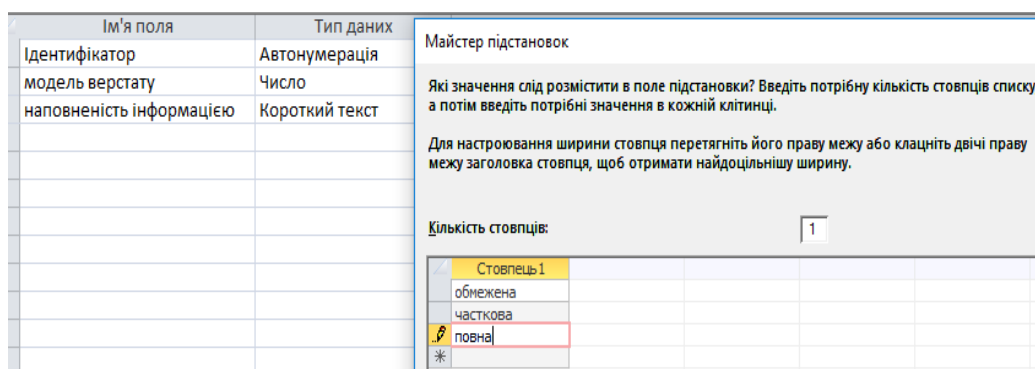 Ім'я поля Тип даних
Ідентифікатор Автонумерація
модель верстату Число
наповненість інформацією Короткий текст
Майстер підстановок
Які значення слід розмістити в поле підстановки? Введіть потрібну кількість стовпців списку
а потім введіть потрібні значення в кожній клітинці.
Для настроювання ширини стовпця перетягніть його праву межу або клацніть двічі праву
межу заголовка стовпця, щоб отримати найдоцільнішу ширину.
Кількість стовпців: 1
Стовпець1
обмежена
часткова
повна